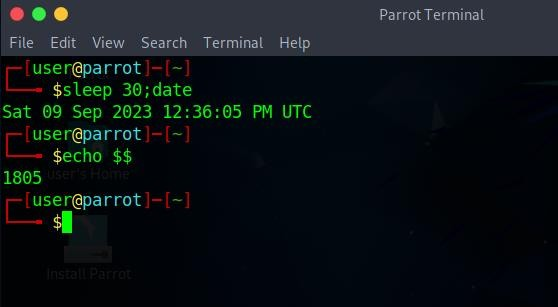 Parrot Terminal
File Edit View Search Terminal Help
┌─[user@parrot]─[~]
└──╼ $sleep 30;date
Sat 09 Sep 2023 12:36:05 PM UTC
┌─[user@parrot]─[~]
└──╼ $echo $$
user's Home
1805
┌─[user@parrot]─[~]
└──╼ $
Install Parrot